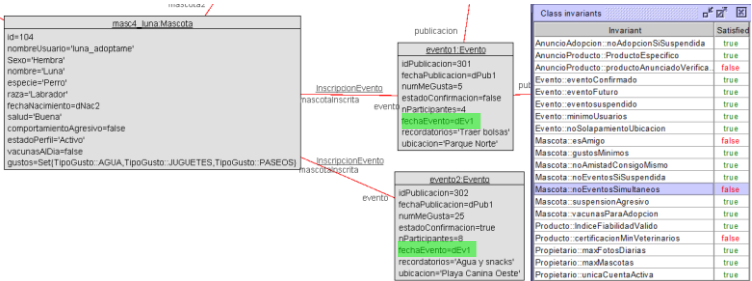 mascota2
masc4_luna:Mascota
id=104
nombreUsuario='luna_adoptame'
Sexo='Hembra'
nombre='Luna'
especie='Perro'
raza='Labrador'
fechaNacimiento=dNac2
salud='Buena'
comportamientoAgresivo=false
estadoPerfil='Activo'
vacunasAlDia=false
gustos=Set{TipoGusto::AGUA,TipoGusto::JUGUETES,TipoGusto::PASEOS}
publicacion
InscripcionEvento
mascotaInscrita
evento
evento1:Evento
idPublicacion=301
fechaPublicacion=dPub1
numMeGusta=5
estadoConfirmacion=false
nParticipantes=4
fechaEvento=dEv1
recordatorios='Traer bolsas'
ubicacion='Parque Norte'
InscripcionEvento
mascotaInscrita
evento
evento2:Evento
idPublicacion=302
fechaPublicacion=dPub1
numMeGusta=25
estadoConfirmacion=true
nParticipantes=8
fechaEvento=dEv1
recordatorios='Agua y snacks'
ubicacion='Playa Canina Oeste'
Class invariants
Invariant Satisfied
AnuncioAdopcion::noAdopcionSiSuspendida true
AnuncioProducto::ProductoEspecifico true
AnuncioProducto::productoAnunciadoVerifica... false
Evento::eventoConfirmado true
Evento::eventoFuturo true
Evento::eventosuspendido true
Evento::minimoUsuarios true
Evento::noSolapamientoUbicacion true
Mascota::esAmigo false
Mascota::gustosMinimos true
Mascota::noAmistadConsigoMismo true
Mascota::noEventosSiSuspendida true
Mascota::noEventosSimultaneos false
Mascota::suspensionAgresivo true
Mascota::vacunasParaAdopcion true
Producto::IndiceFiabilidadValido true
Producto::certificacionMinVeterinarios false
Propietario::maxFotosDiarias true
Propietario::maxMascotas true
Propietario::unicaCuentaActiva true